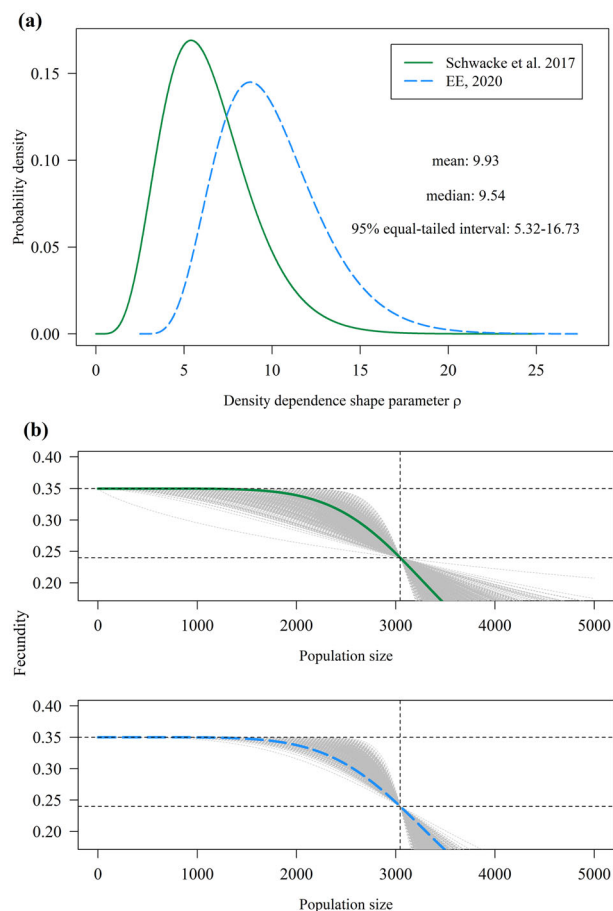 (a)
Probability density
0.15
0.10
0.05
0.00
Schwacke et al. 2017
EE, 2020
mean: 9.93
median: 9.54
95% equal-tailed interval: 5.32-16.73
0 5 10 15 20 25
Density dependence shape parameter ρ
(b)
Fecundity
0.40
0.35
0.30
0.25
0.20
0 1000 2000 3000 4000 5000
Population size
0.40
0.35
0.30
0.25
0.20
0 1000 2000 3000 4000 5000
Population size